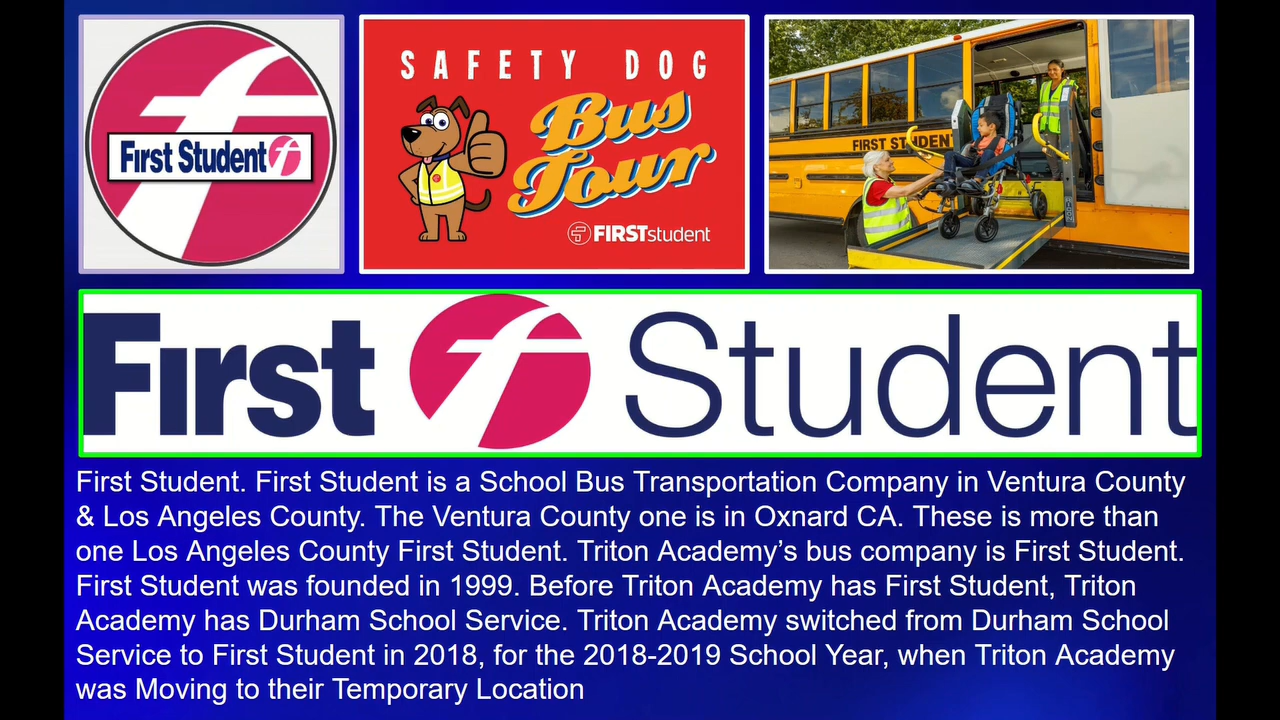 First Student
SAFETY DOG
Bus
Tour
FIRSTstudent
FIRST STUDENT
First Student
First Student. First Student is a School Bus Transportation Company in Ventura County
& Los Angeles County. The Ventura County one is in Oxnard CA. These is more than
one Los Angeles County First Student. Triton Academy’s bus company is First Student.
First Student was founded in 1999. Before Triton Academy has First Student, Triton
Academy has Durham School Service. Triton Academy switched from Durham School
Service to First Student in 2018, for the 2018-2019 School Year, when Triton Academy
was Moving to their Temporary Location